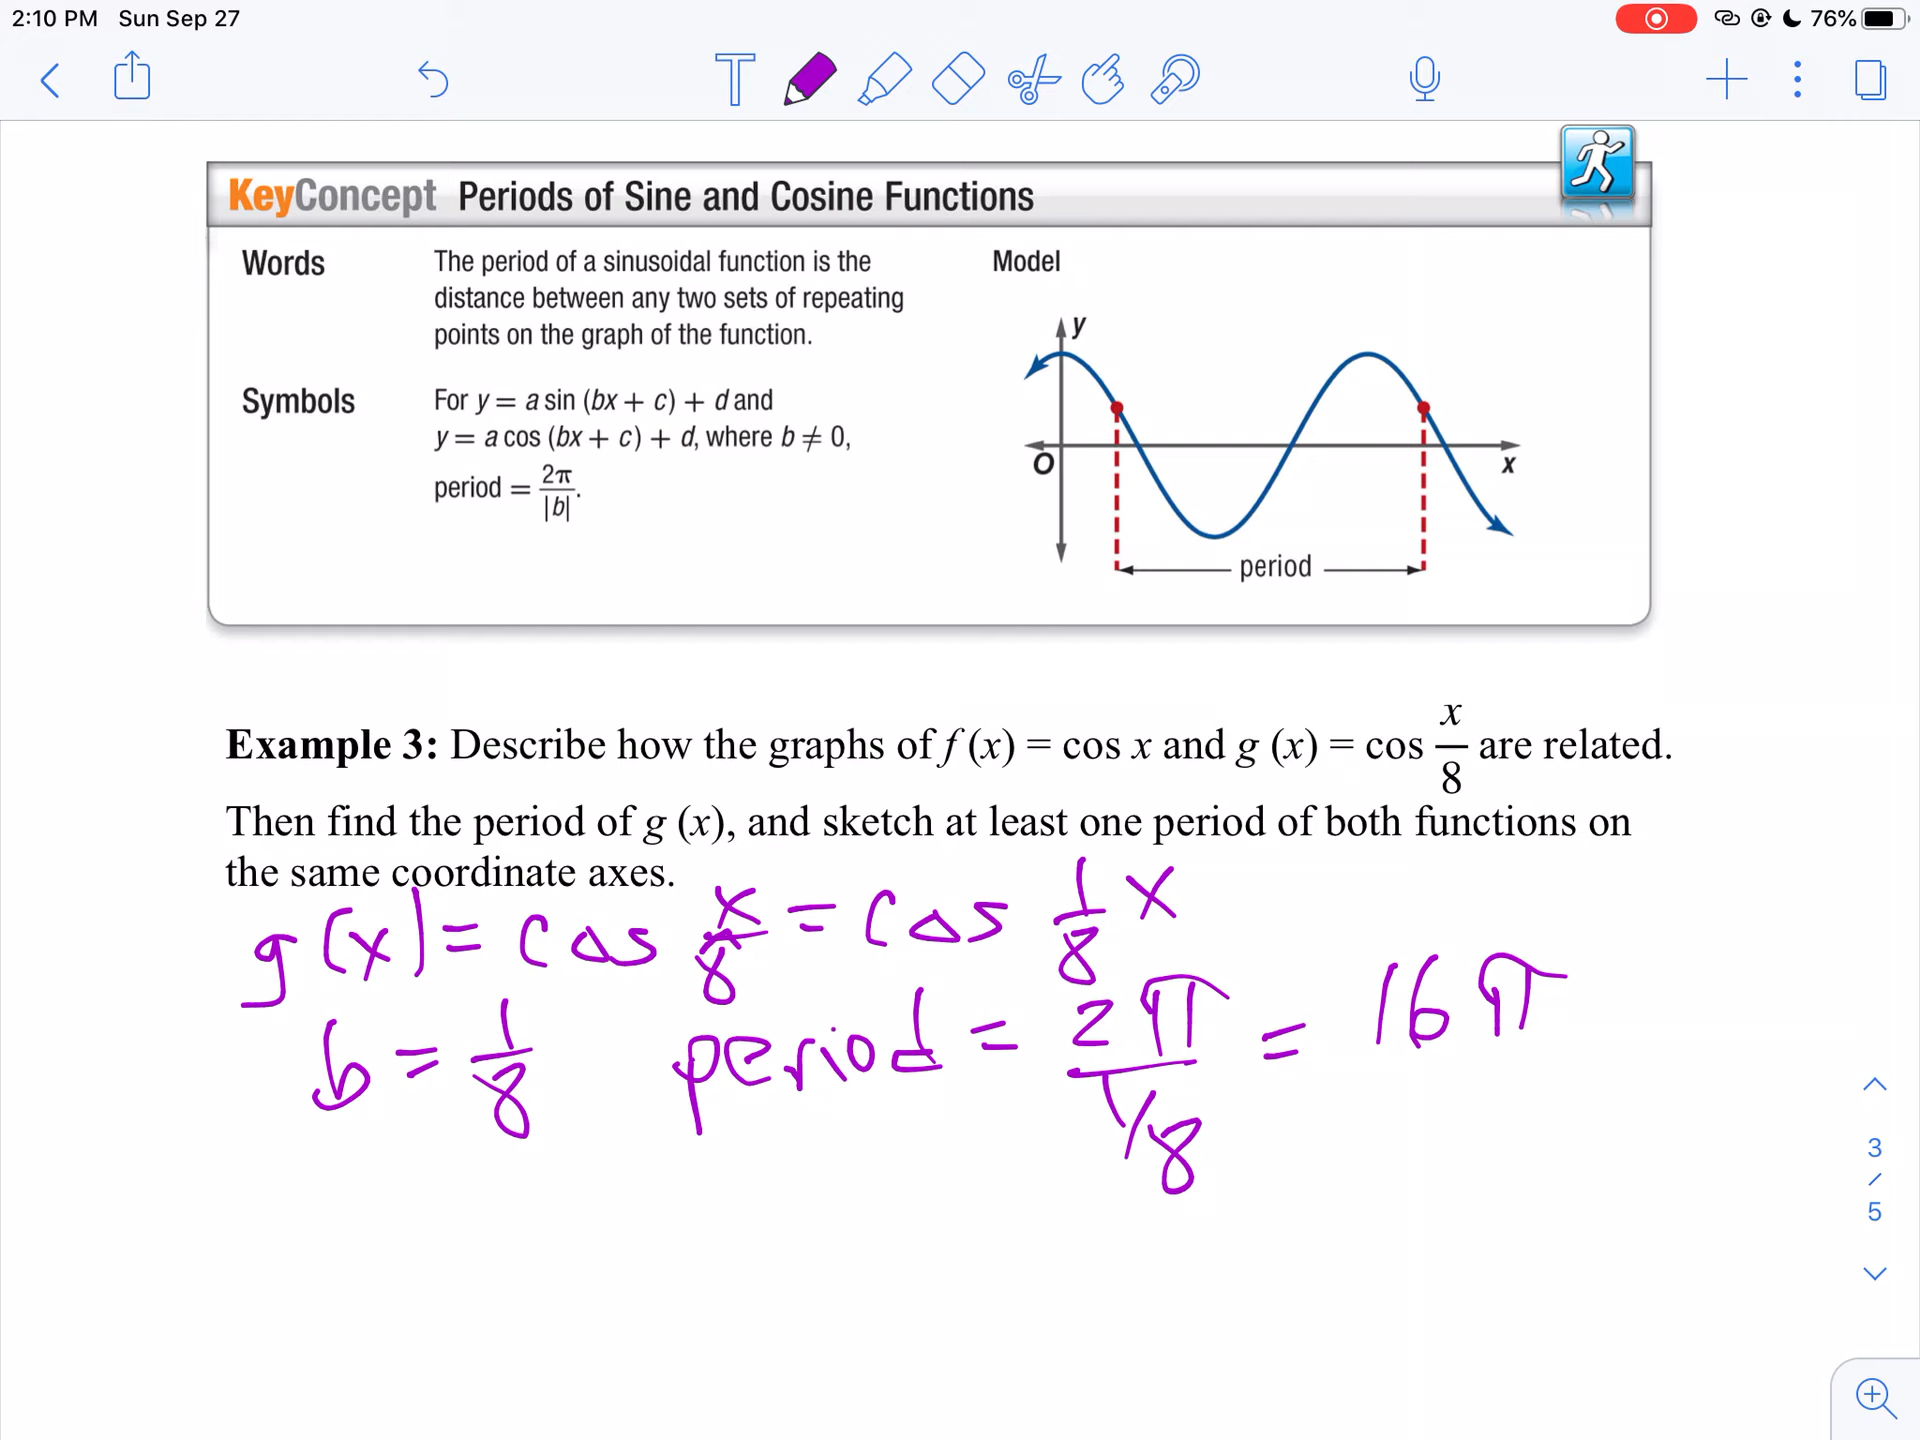 2:10 PM Sun Sep 27
76%
T
KeyConcept Periods of Sine and Cosine Functions
Words
The period of a sinusoidal function is the
distance between any two sets of repeating
points on the graph of the function.
Symbols
For y = a sin (bx + c) + d and
y = a cos (bx + c) + d, where b ≠ 0,
period = 2π/|b|.
Model
y
O
x
period
Example 3: Describe how the graphs of f (x) = cos x and g (x) = cos x/8 are related.
Then find the period of g (x), and sketch at least one period of both functions on
the same coordinate axes.
g(x) = cos x/8 = cos 1/8 x
b = 1/8 period = 2π/(1/8) = 16π
3
/
5